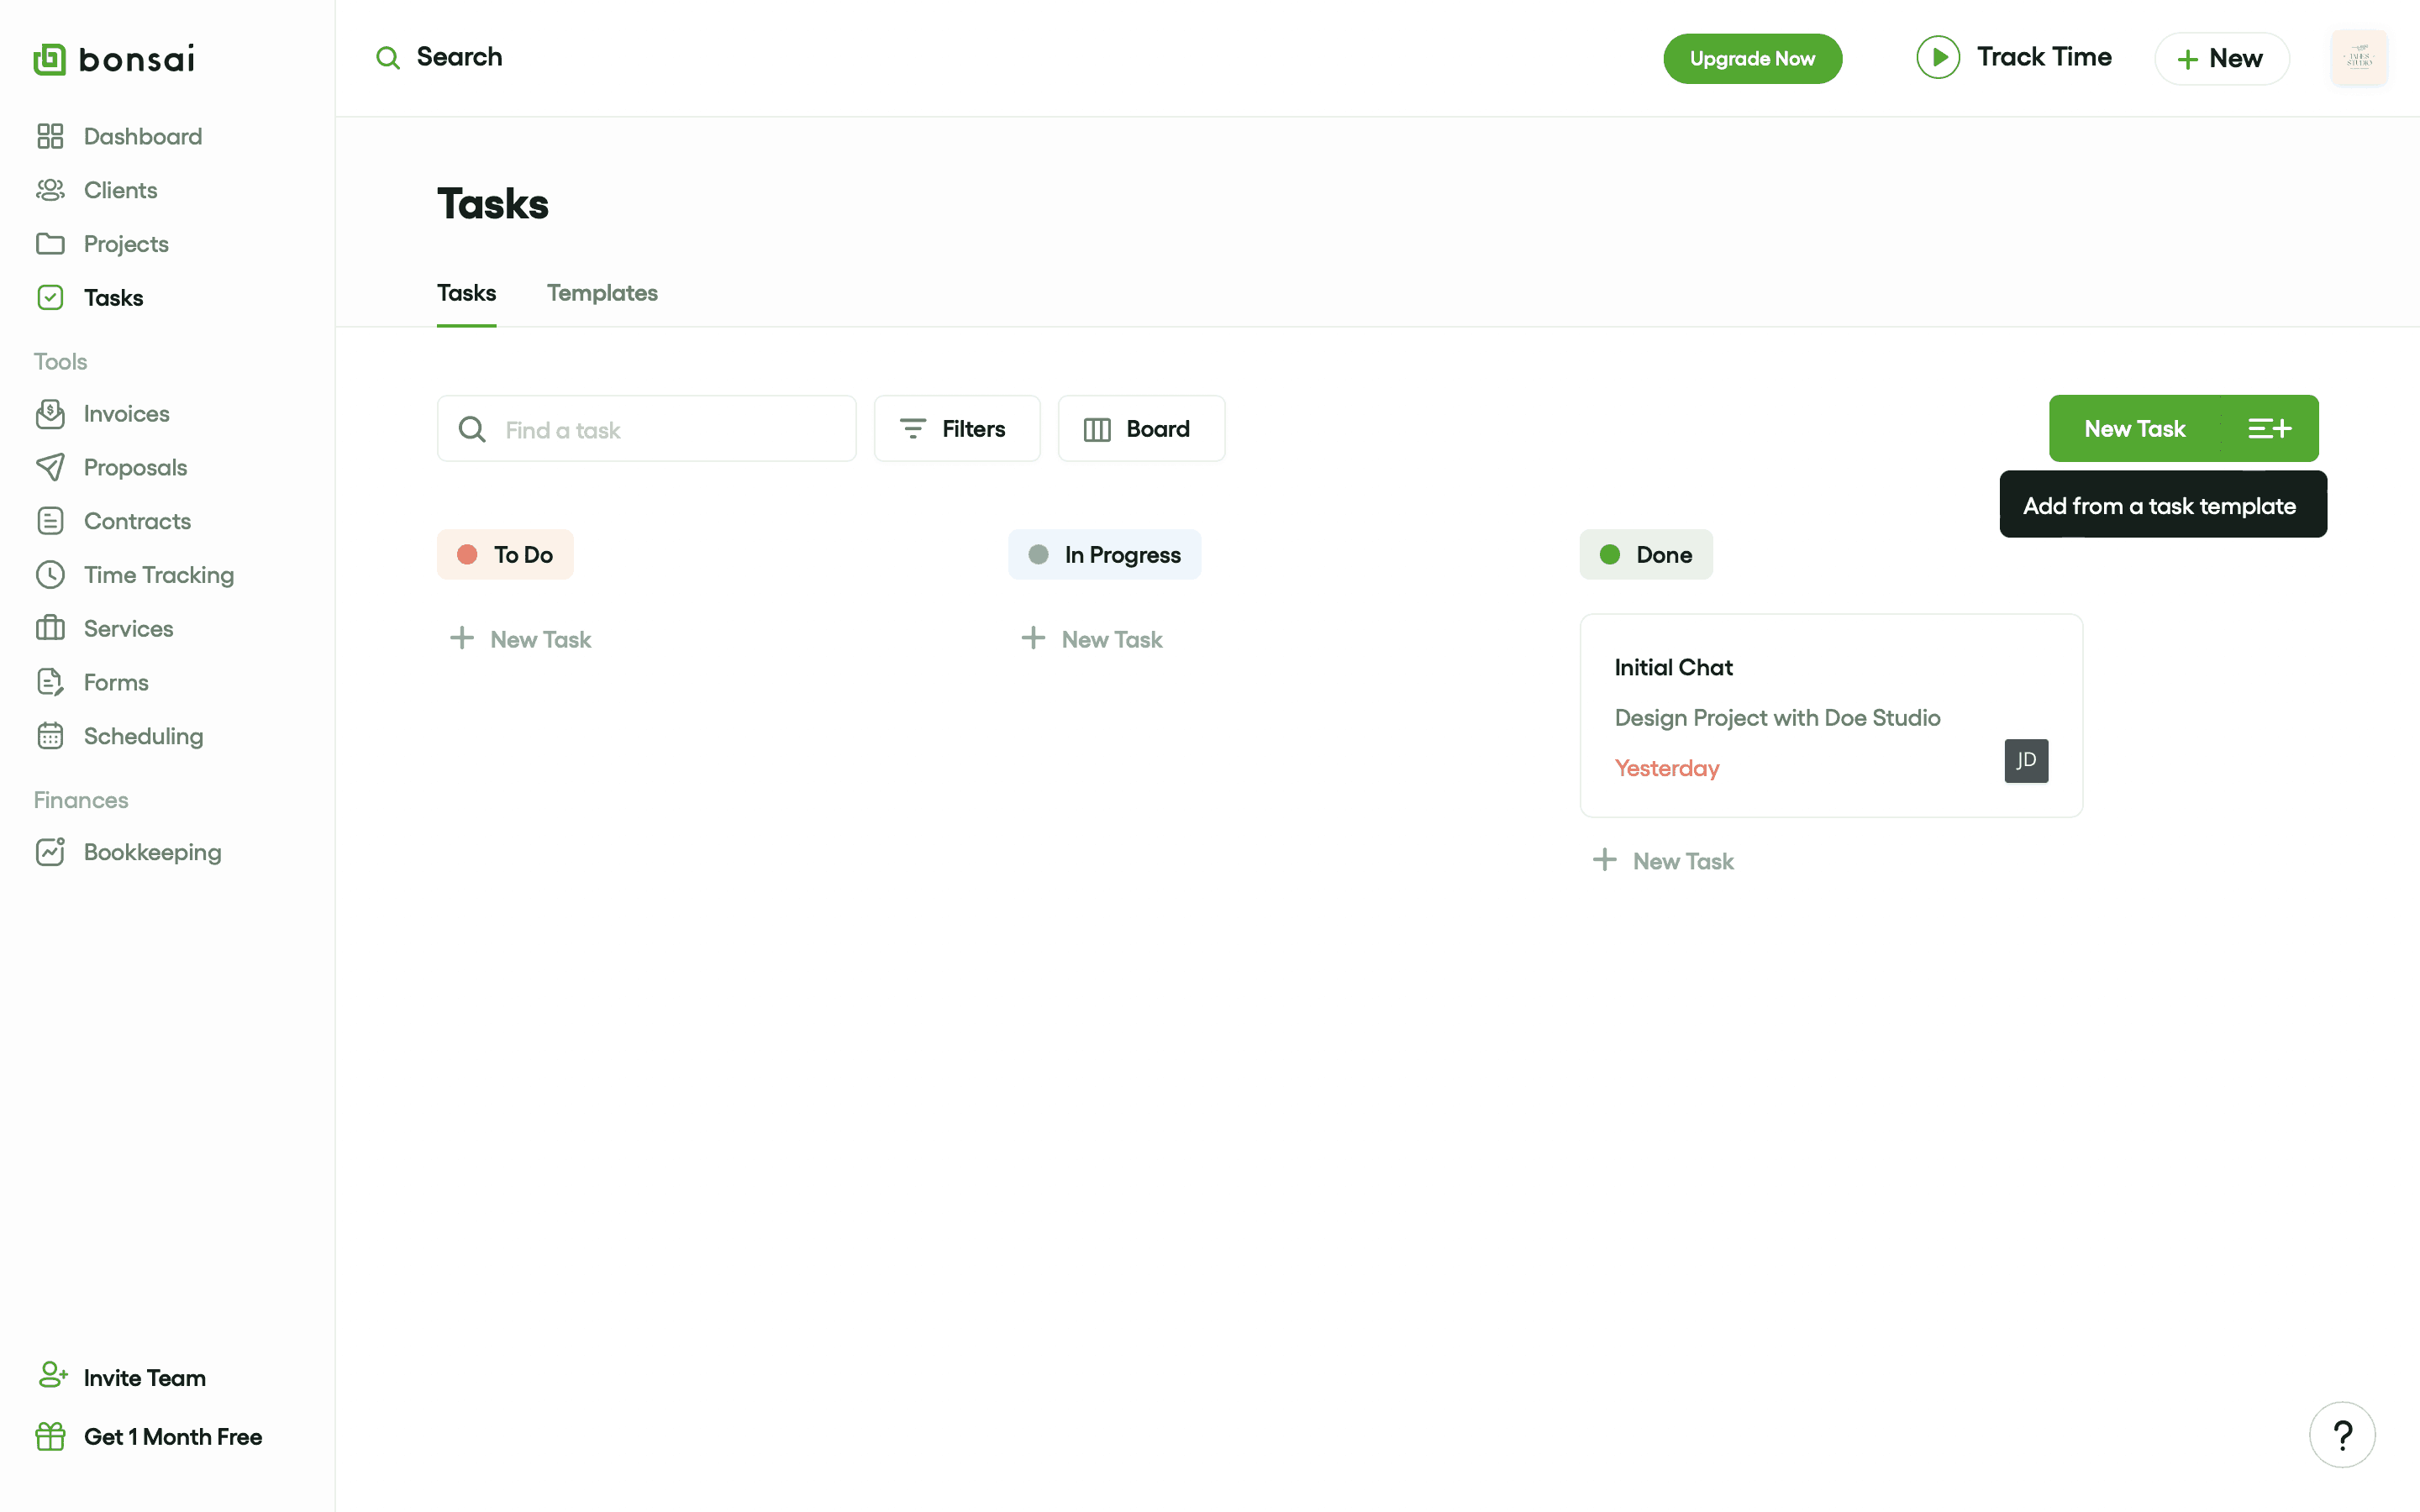 bonsai
Search
Upgrade Now
Track Time
New
Dashboard
Clients
Projects
Tasks
Tools
Invoices
Proposals
Contracts
Time Tracking
Services
Forms
Scheduling
Finances
Bookkeeping
Invite Team
Get 1 Month Free
Tasks
Tasks Templates
Find a task
Filters
Board
New Task
Add from a task template
To Do
New Task
In Progress
New Task
Done
Initial Chat
Design Project with Doe Studio
Yesterday
JD
New Task
?